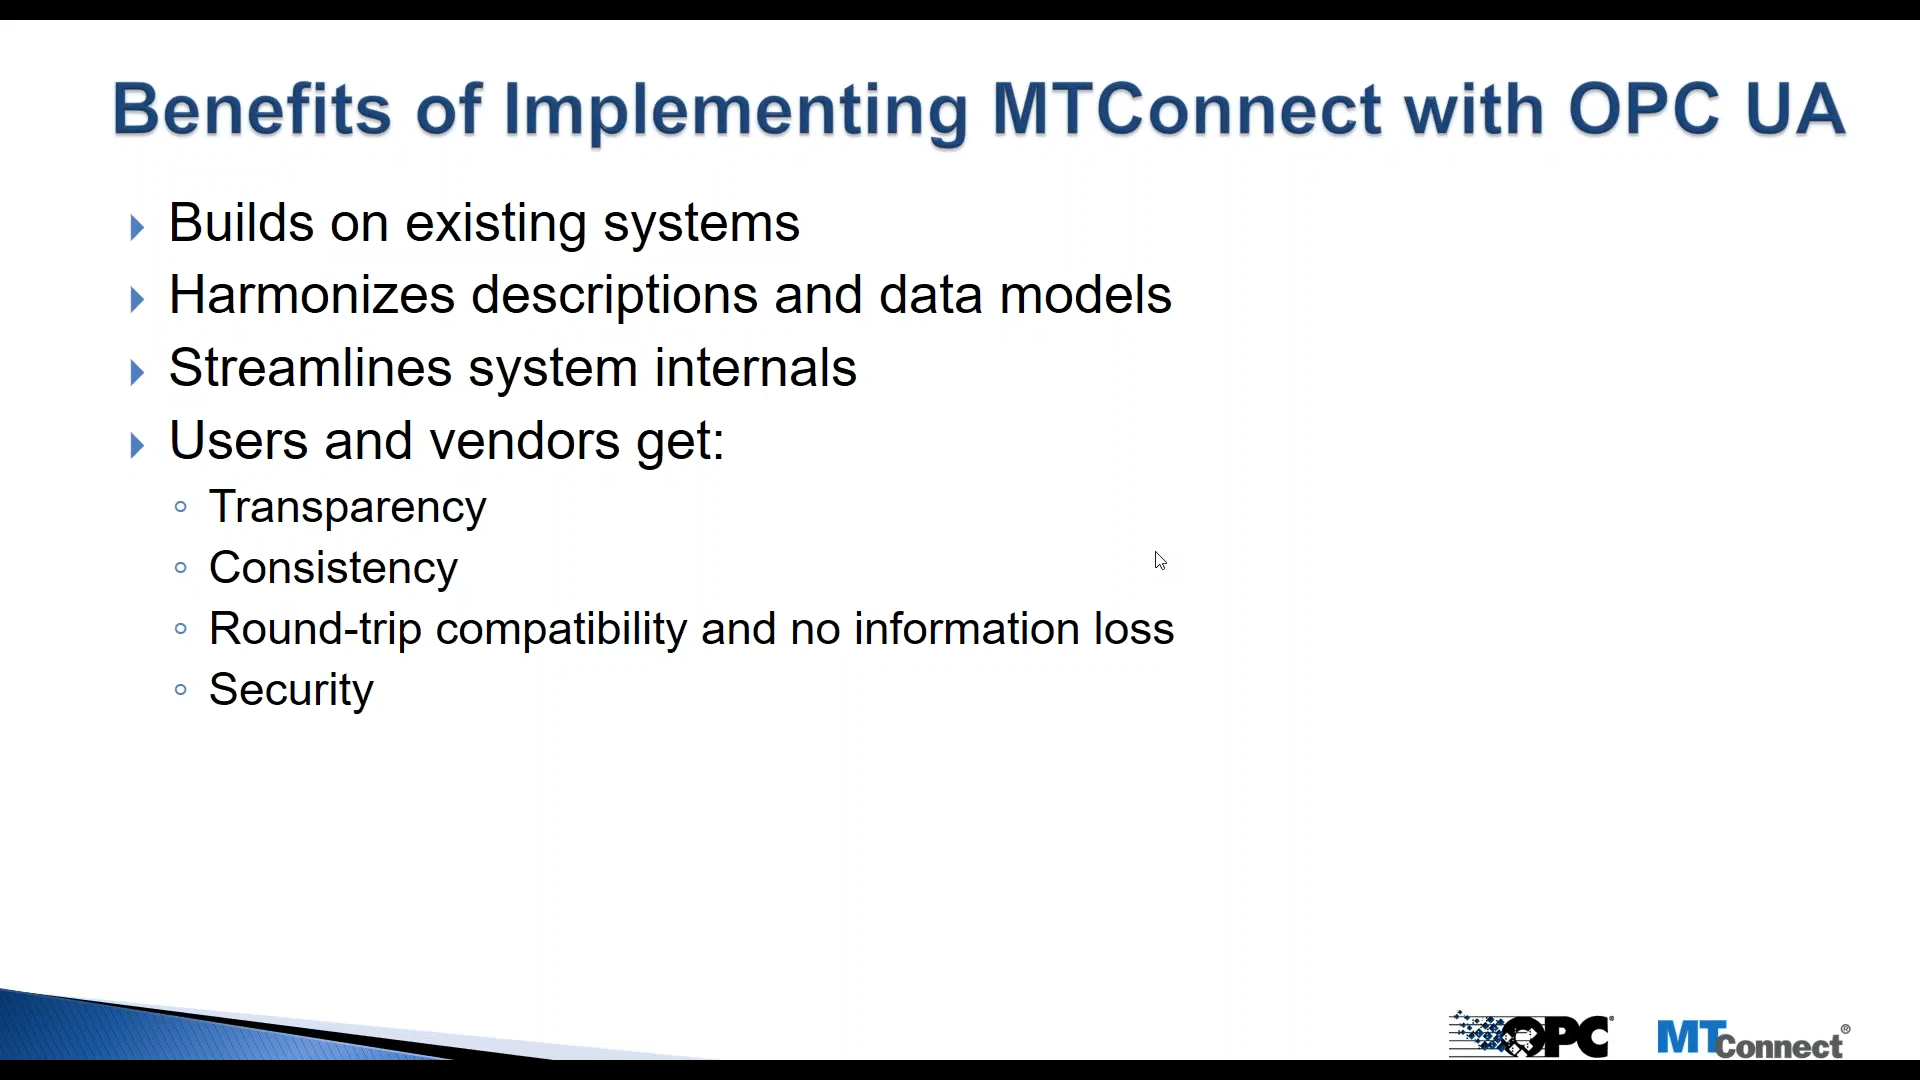 Benefits of Implementing MTConnect with OPC UA
Builds on existing systems
Harmonizes descriptions and data models
Streamlines system internals
Users and vendors get:
Transparency
Consistency
Round-trip compatibility and no information loss
Security
OPC
MTConnect®